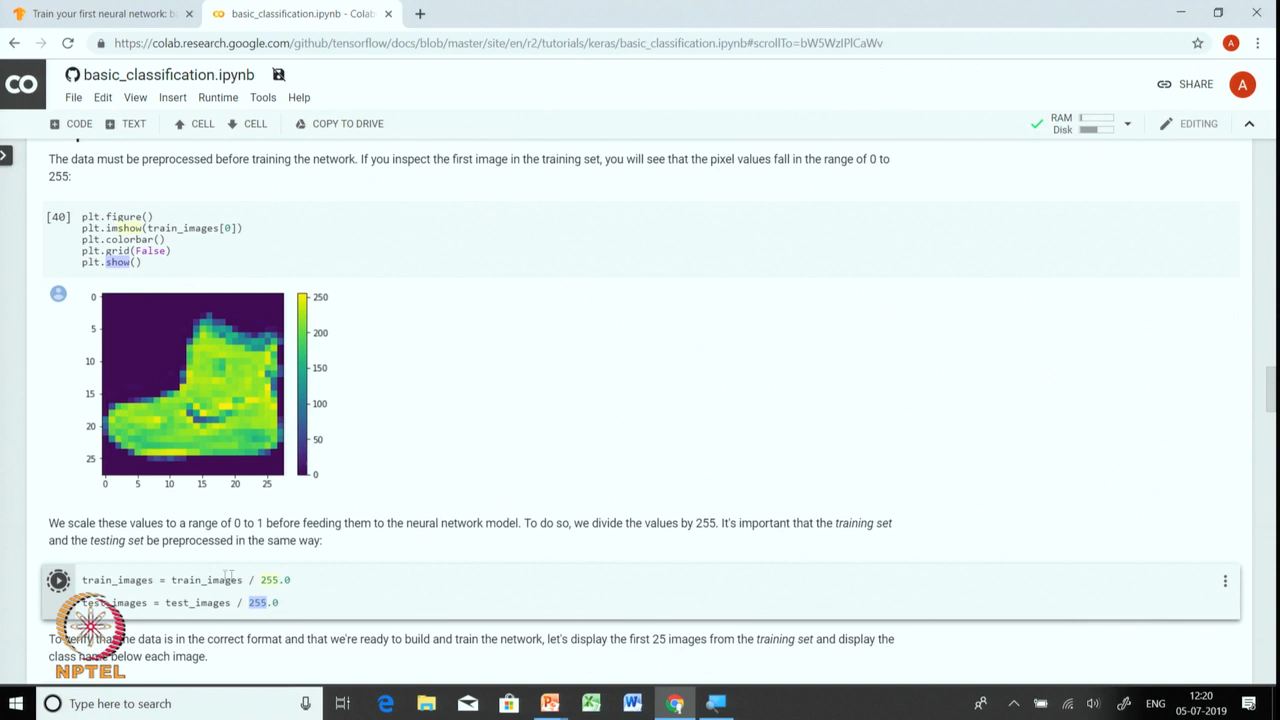 Train your first neural network: ba
basic_classification.ipynb - Colab
https://colab.research.google.com/github/tensorflow/docs/blob/master/site/en/r2/tutorials/keras/basic_classification.ipynb#scrollTo=bW5WzIPlCaWv
A
CO
basic_classification.ipynb
SHARE
A
File Edit View Insert Runtime Tools Help
CODE TEXT CELL CELL COPY TO DRIVE
RAM
Disk
EDITING
The data must be preprocessed before training the network. If you inspect the first image in the training set, you will see that the pixel values fall in the range of 0 to
255:
[40] plt.figure()
plt.imshow(train_images[0])
plt.colorbar()
plt.grid(False)
plt.show()
0
5
10
15
20
25
0 5 10 15 20 25
250
200
150
100
50
0
We scale these values to a range of 0 to 1 before feeding them to the neural network model. To do so, we divide the values by 255. It's important that the training set
and the testing set be preprocessed in the same way:
train_images = train_images / 255.0
test_images = test_images / 255.0
To verify that the data is in the correct format and that we're ready to build and train the network, let's display the first 25 images from the training set and display the
class name below each image.
NPTEL
Type here to search
ENG
12:20
05-07-2019